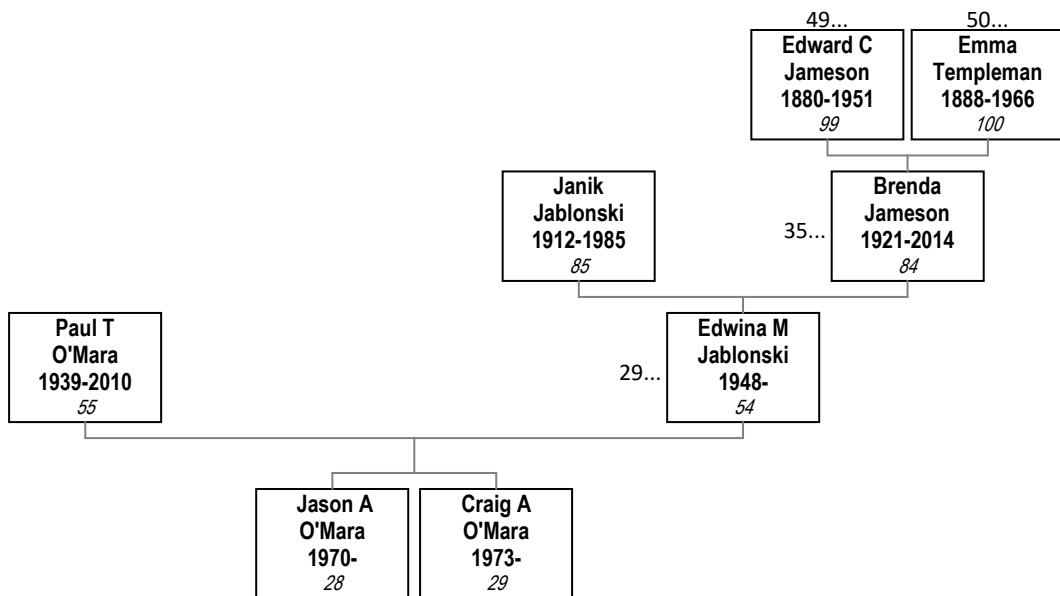 49...
Edward C
Jameson
1880-1951
99
50...
Emma
Templeman
1888-1966
100
Janik
Jablonski
1912-1985
85
35...
Brenda
Jameson
1921-2014
84
Paul T
O'Mara
1939-2010
55
29...
Edwina M
Jablonski
1948-
54
Jason A
O'Mara
1970-
28
Craig A
O'Mara
1973-
29